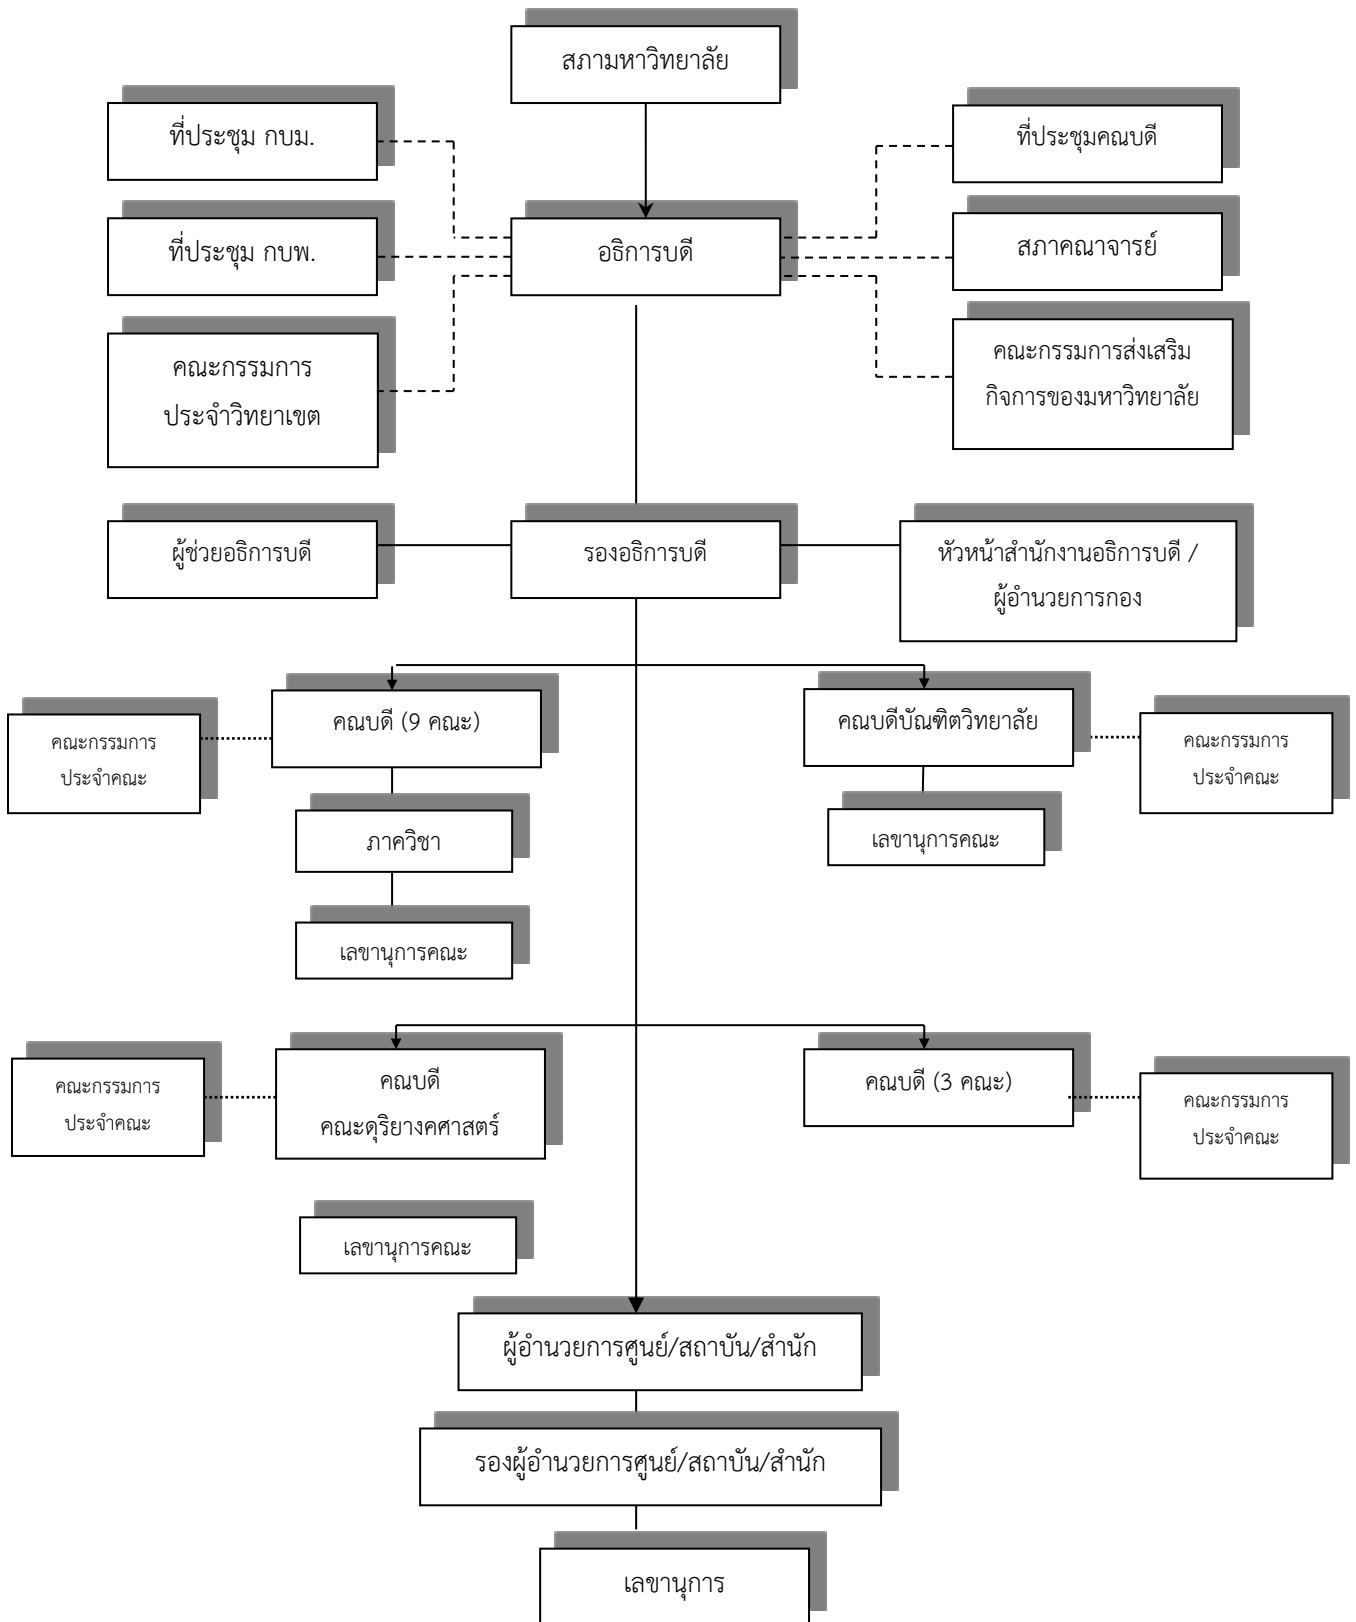 สภามหาวิทยาลัย
ที่ประชุม กบม.
ที่ประชุมคณบดี
ที่ประชุม กบพ.
อธิการบดี
สภาคณาจารย์
คณะกรรมการ
ประจำวิทยาเขต
คณะกรรมการส่งเสริม
กิจการของมหาวิทยาลัย
ผู้ช่วยอธิการบดี
รองอธิการบดี
หัวหน้าสำนักงานอธิการบดี /
ผู้อำนวยการกอง
คณะกรรมการ
ประจำคณะ
คณบดี (9 คณะ)
คณบดีบัณฑิตวิทยาลัย
คณะกรรมการ
ประจำคณะ
ภาควิชา
เลขานุการคณะ
เลขานุการคณะ
คณะกรรมการ
ประจำคณะ
คณบดี
คณะดุริยางคศาสตร์
คณบดี (3 คณะ)
คณะกรรมการ
ประจำคณะ
เลขานุการคณะ
ผู้อำนวยการศูนย์/สถาบัน/สำนัก
รองผู้อำนวยการศูนย์/สถาบัน/สำนัก
เลขานุการ